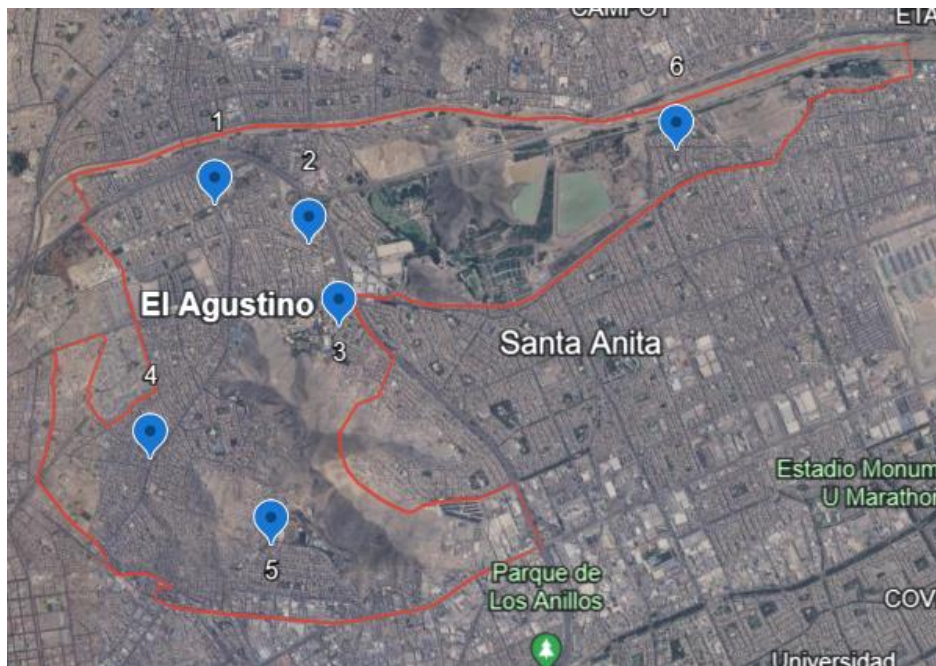 CAMPOY
ETA
6
1
2
El Agustino
3
Santa Anita
4
Estadio Monum
U Marathon
5
Parque de
Los Anillos
COV
Universidad